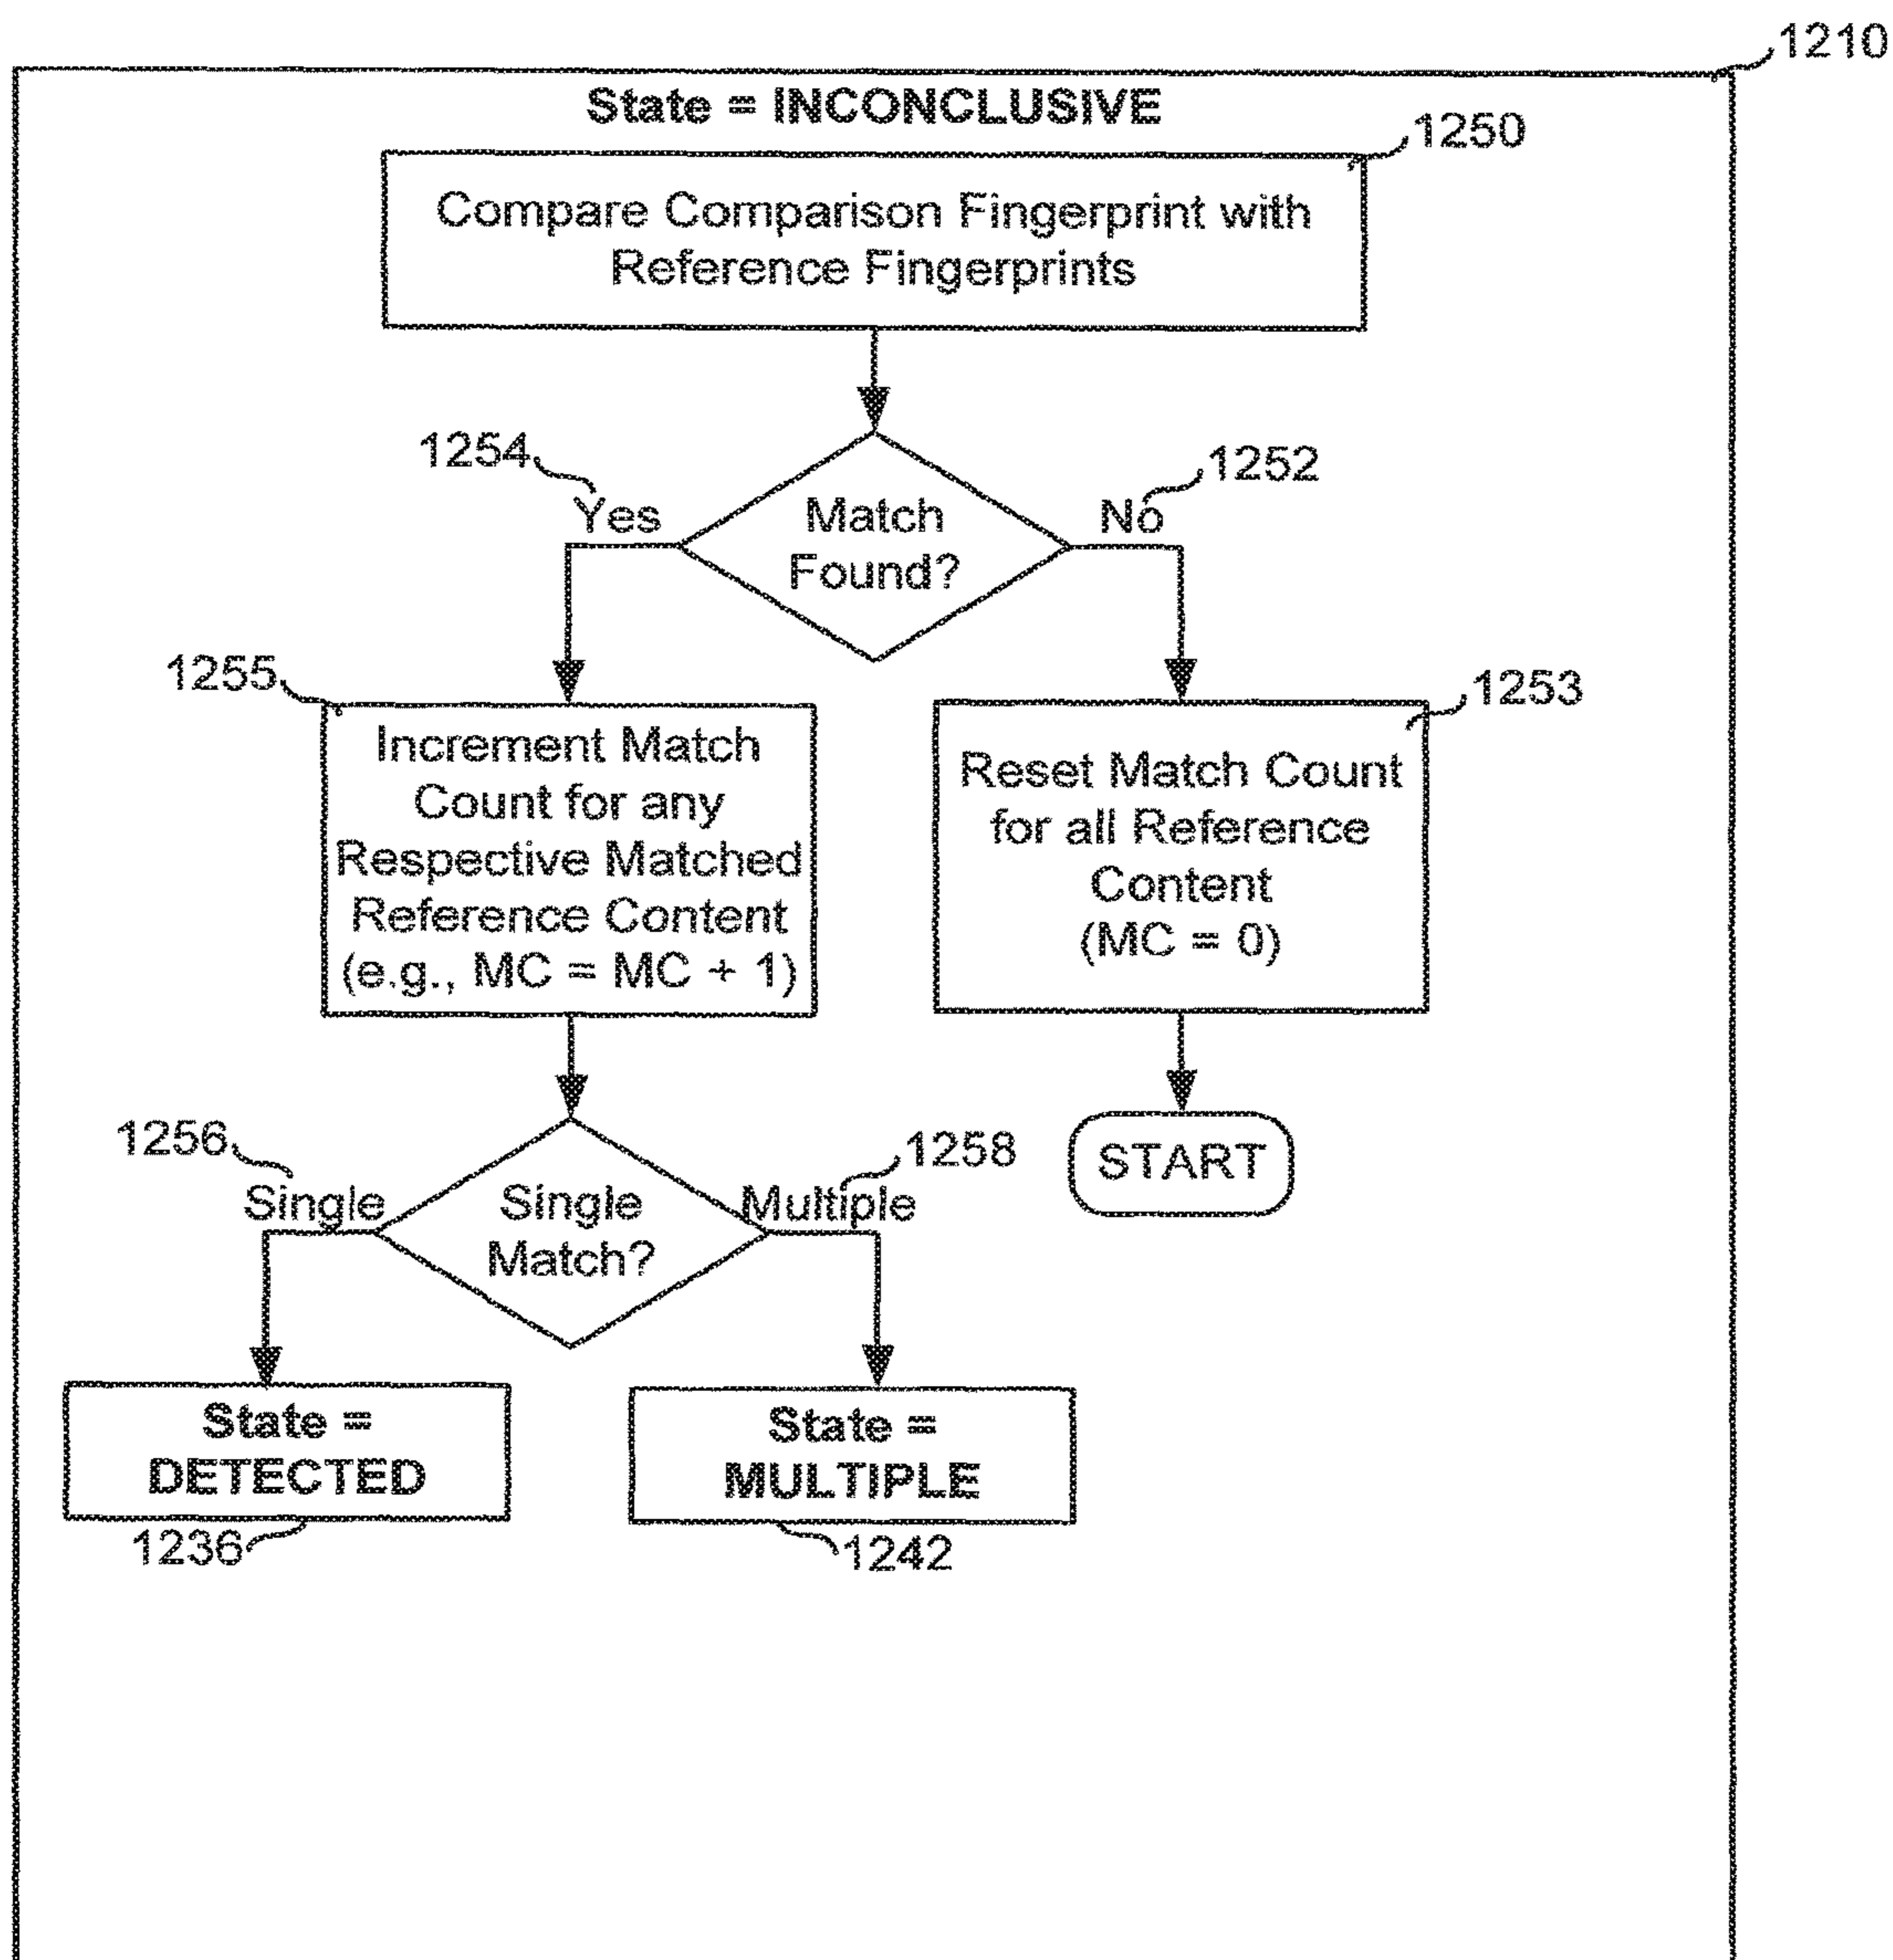 1210
State = INCONCLUSIVE
1250
Compare Comparison Fingerprint with
Reference Fingerprints
1254
1252
Yes
No
Match
Found?
1255
1253
Increment Match
Count for any
Respective Matched
Reference Content
(e.g., MC = MC + 1)
Reset Match Count
for all Reference
Content
(MC = 0)
1256
1258
START
Single
Multiple
Single
Match?
State =
DETECTED
State =
MULTIPLE
1236
1242